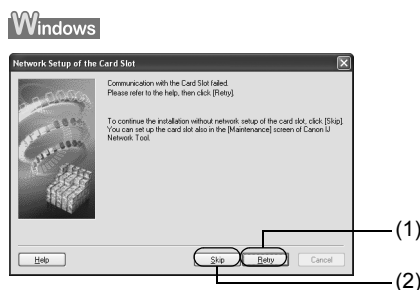 Windows
Network Setup of the Card Slot
Communication with the Card Slot failed.
Please refer to the help, then click [Retry].
To continue the installation without network setup of the card slot, click [Skip].
You can set up the card slot also in the [Maintenance] screen of Canon IJ
Network Tool.
Help Skip Retry Cancel
(1)
(2)